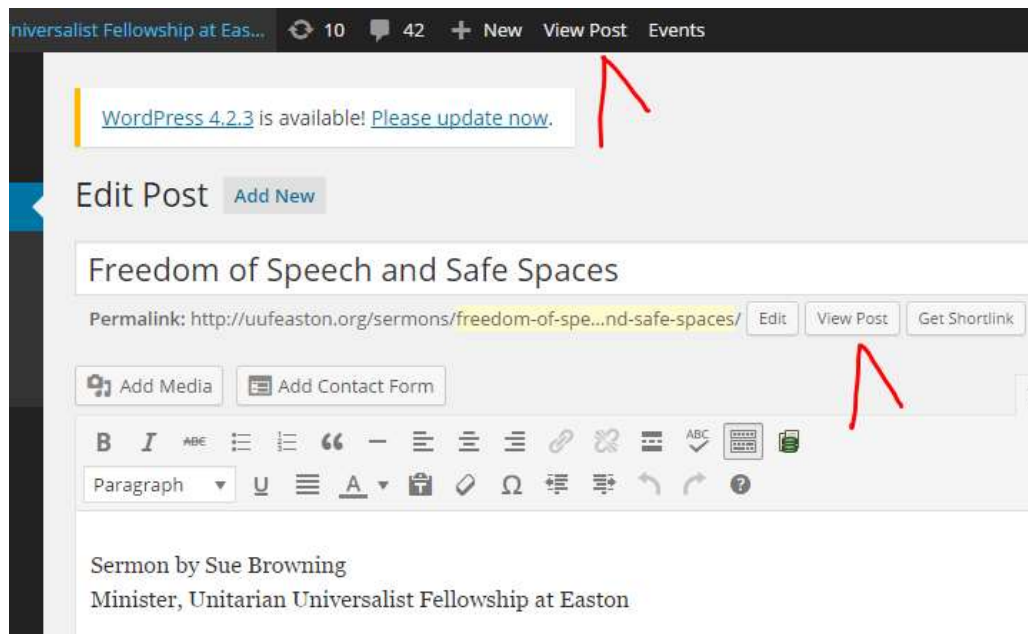 niversalist Fellowship at Eas... 10 42 + New View Post Events
WordPress 4.2.3 is available! Please update now.
Edit Post Add New
Freedom of Speech and Safe Spaces
Permalink: http://uufeaston.org/sermons/freedom-of-spe...nd-safe-spaces/ Edit View Post Get Shortlink
Add Media Add Contact Form
B I ABC ABC
Paragraph U A Ω
Sermon by Sue Browning
Minister, Unitarian Universalist Fellowship at Easton